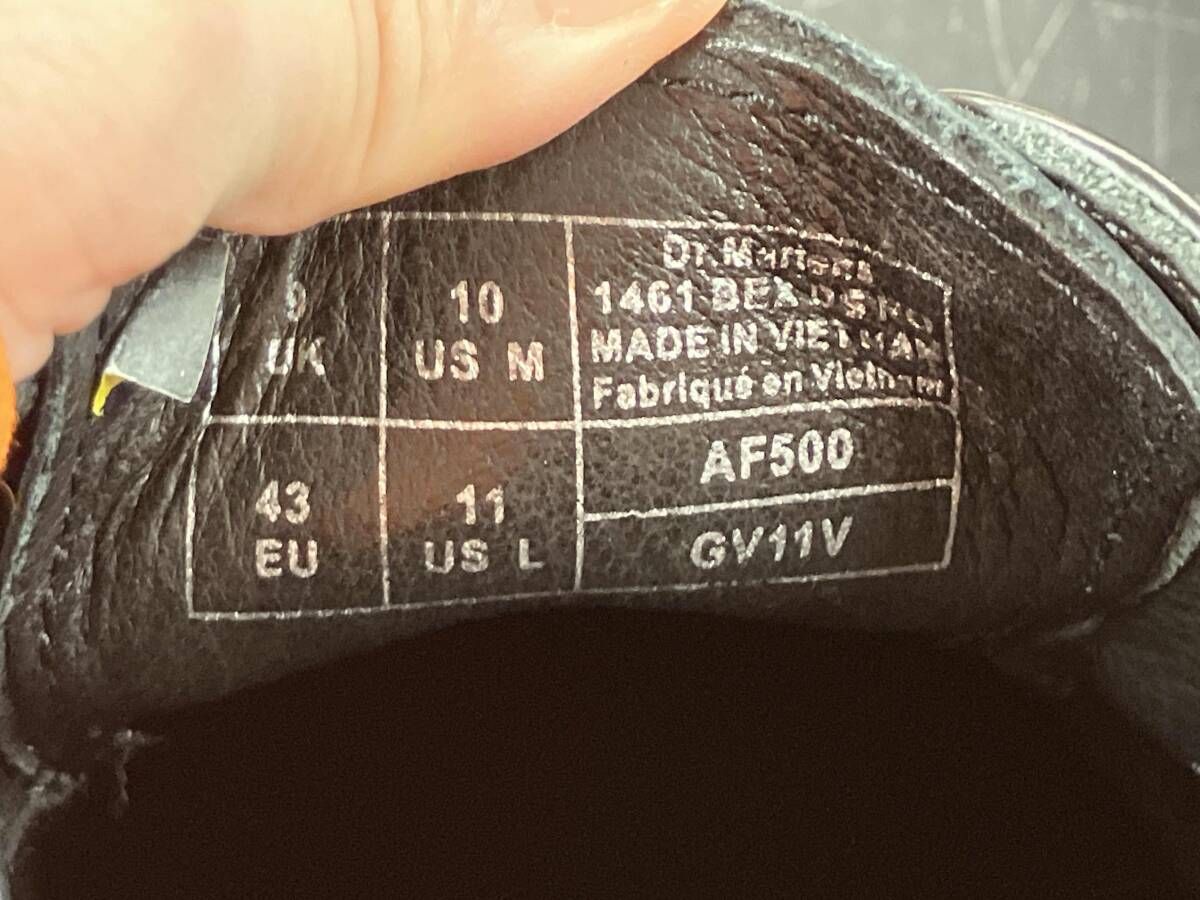 9
UK
10
US M
Dr. Martens
1461 BEX
MADE IN VIETNAM
Fabriqué en Vietnam
43
EU
11
US L
AF500
GV11V